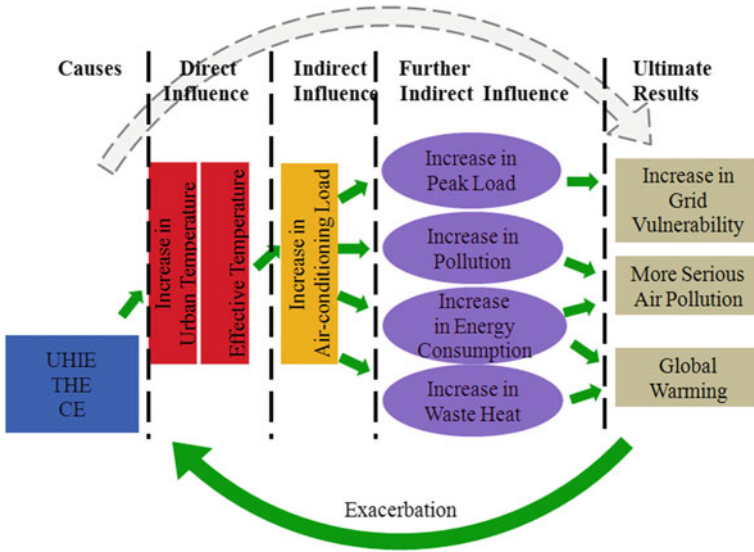 Causes
Direct
Influence
Indirect
Influence
Further
Indirect Influence
Ultimate
Results
UHIE
THE
CE
Increase in
Urban Temperature
Effective Temperature
Increase in
Air-conditioning Load
Increase in
Peak Load
Increase in
Pollution
Increase
in Energy
Consumption
Increase in
Waste Heat
Increase in
Grid
Vulnerability
More Serious
Air Pollution
Global
Warming
Exacerbation